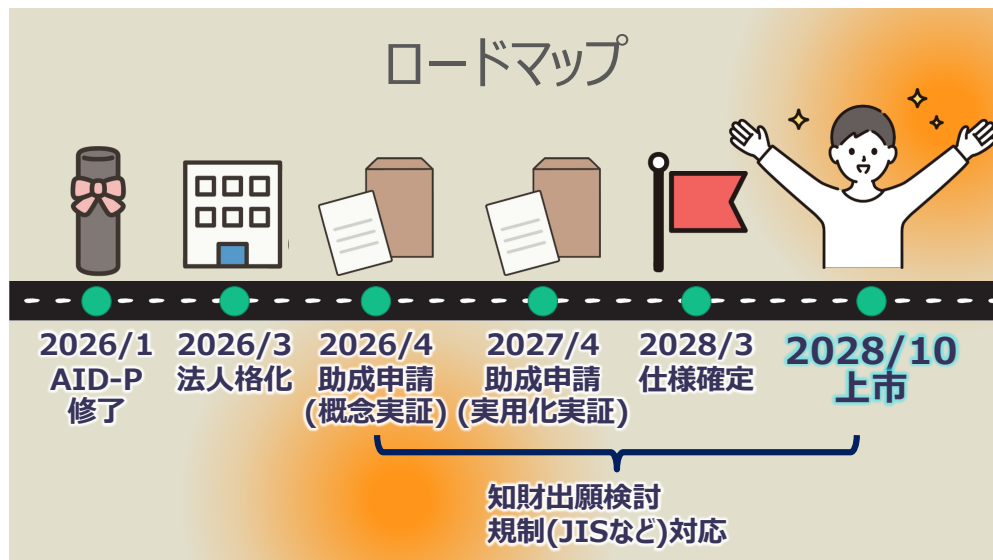 ロードマップ
2026/1
AID-P
修了
2026/3
法人格化
2026/4
助成申請
(概念実証)
2027/4
助成申請
(実用化実証)
2028/3
仕様確定
2028/10
上市
知財出願検討
規制(JISなど)対応